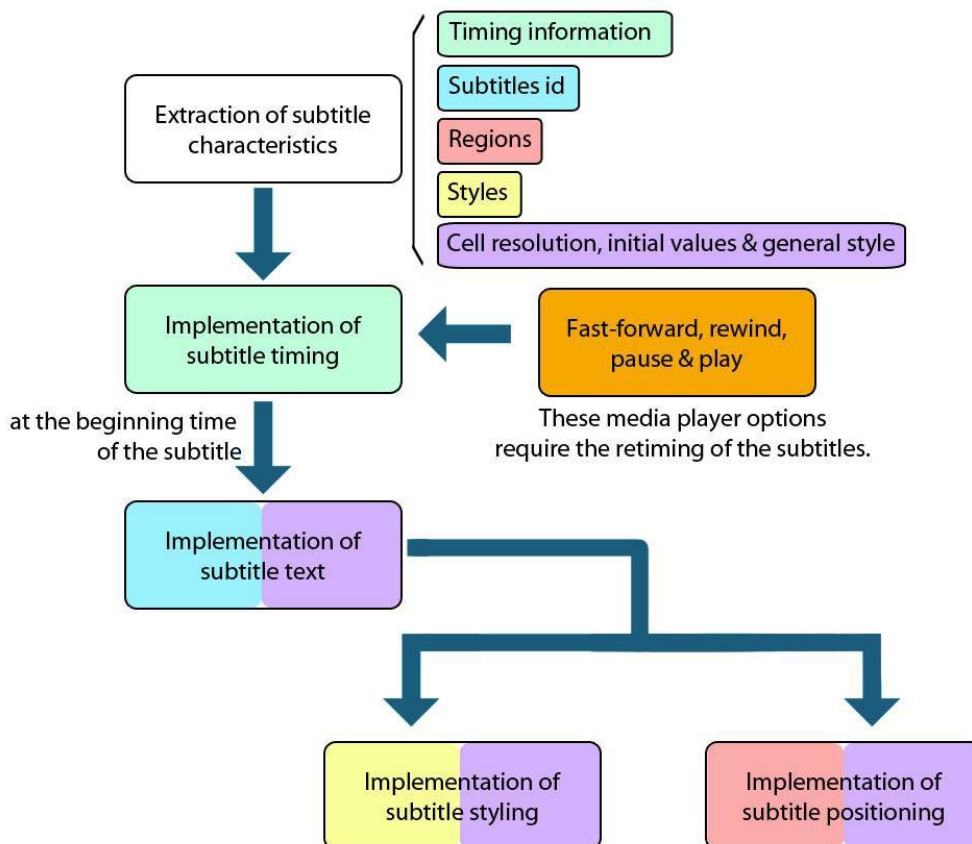 Extraction of subtitle
characteristics
Timing information
Subtitles id
Regions
Styles
Cell resolution, initial values & general style
Implementation of
subtitle timing
Fast-forward, rewind,
pause & play
These media player options
require the retiming of the subtitles.
at the beginning time
of the subtitle
Implementation of
subtitle text
Implementation of
subtitle styling
Implementation of
subtitle positioning